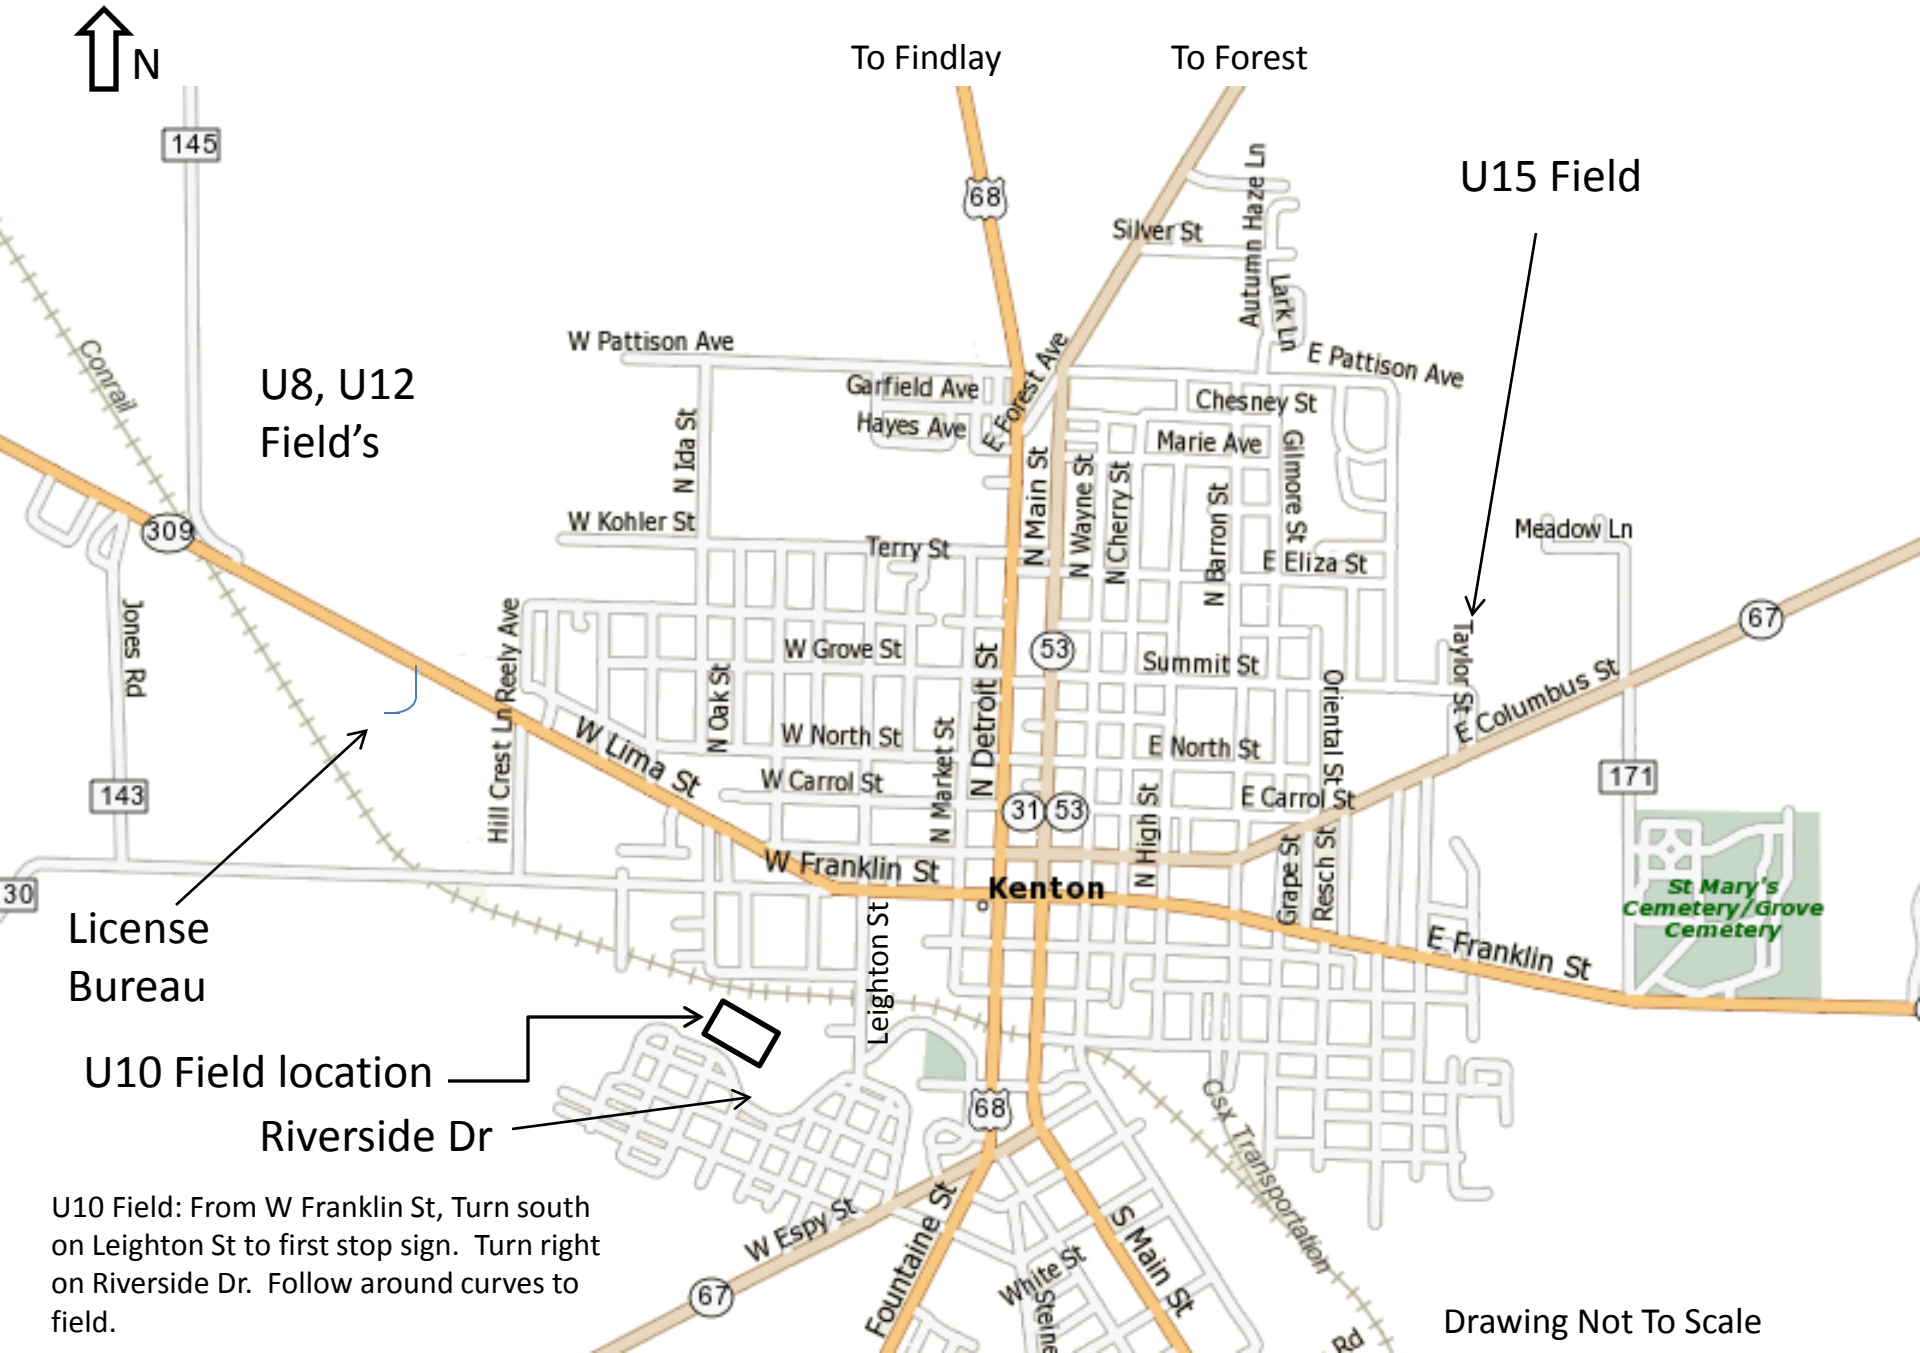 N
To Findlay
To Forest
145
68
U15 Field
Silver St
Autumn Haze Ln
Lark Ln
Conrail
U8, U12
Field's
W Pattison Ave
E Pattison Ave
Garfield Ave
Hayes Ave
E Forest Ave
Chesney St
Marie Ave
Gilmore St
N Ida St
N Main St
N Wayne St
N Cherry St
N Barron St
309
W Kohler St
Terry St
E Eliza St
Meadow Ln
67
Jones Rd
Hill Crest Ln
Reely Ave
W Grove St
N Oak St
N Detroit St
53
Summit St
Oriental St
Taylor St
E Columbus St
W Lima St
W North St
N Market St
E North St
W Carrol St
E Carrol St
143
31
53
N High St
171
30
W Franklin St
Kenton
Grape St
Resch St
St Mary's
Cemetery/Grove
Cemetery
License
Bureau
Leighton St
E Franklin St
U10 Field location
Riverside Dr
68
Csx Transportation
U10 Field: From W Franklin St, Turn south
on Leighton St to first stop sign.  Turn right
on Riverside Dr.  Follow around curves to
field.
W Espy St
67
Fountaine St
White St
Steine
S Main St
Rd
Drawing Not To Scale